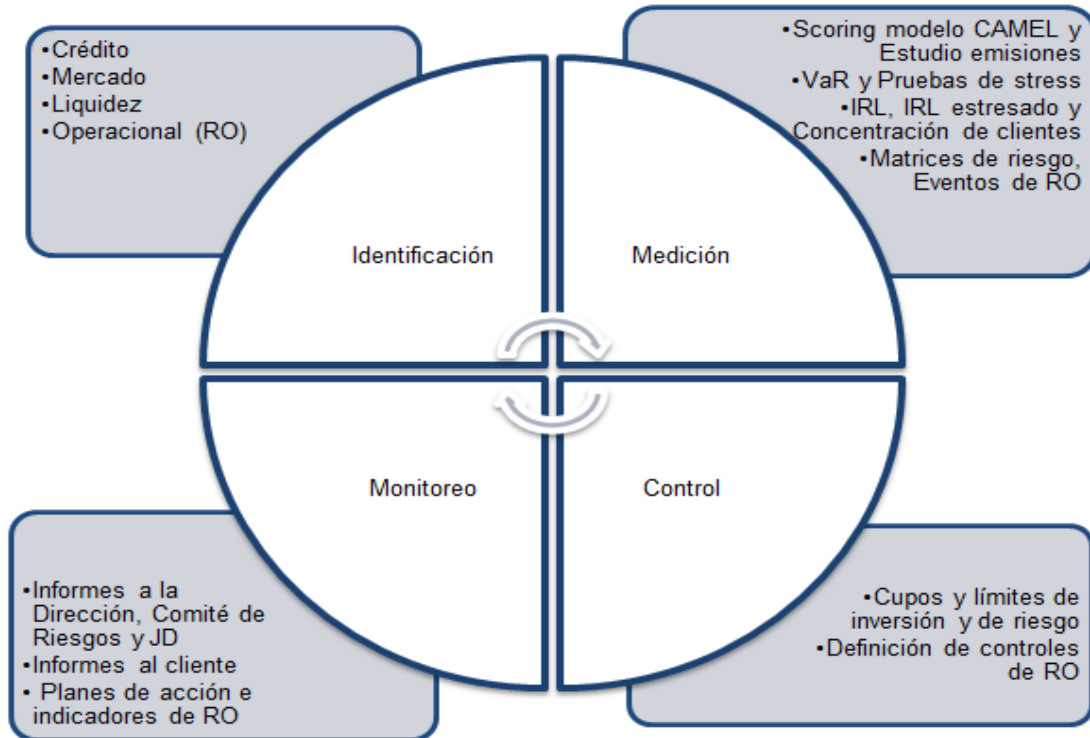 •Crédito
•Mercado
•Liquidez
•Operacional (RO)
•Scoring modelo CAMEL y
Estudio emisiones
•VaR y Pruebas de stress
•IRL, IRL estresado y
Concentración de clientes
•Matrices de riesgo,
Eventos de RO
Identificación
Medición
Monitoreo
Control
•Informes a la
Dirección, Comité de
Riesgos y JD
•Informes al cliente
• Planes de acción e
indicadores de RO
•Cupos y límites de
inversión y de riesgo
•Definición de controles
de RO